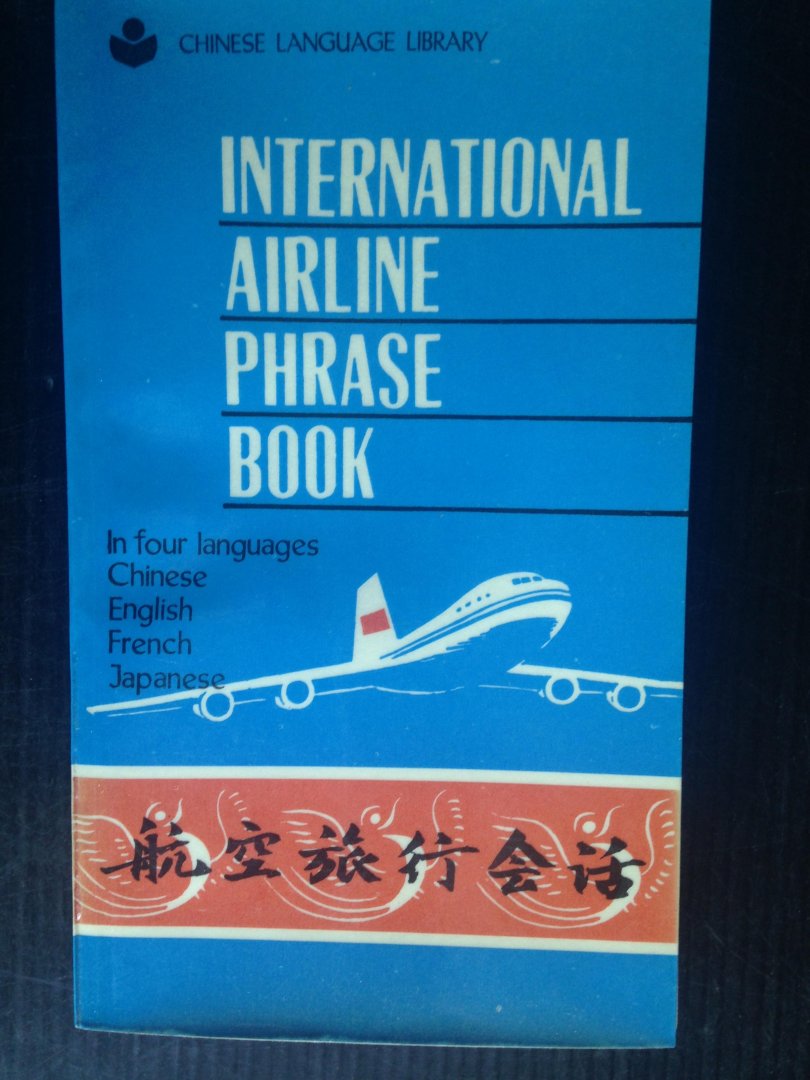 CHINESE LANGUAGE LIBRARY
INTERNATIONAL
AIRLINE
PHRASE
BOOK
In four languages
Chinese
English
French
Japanese
航空旅行会话